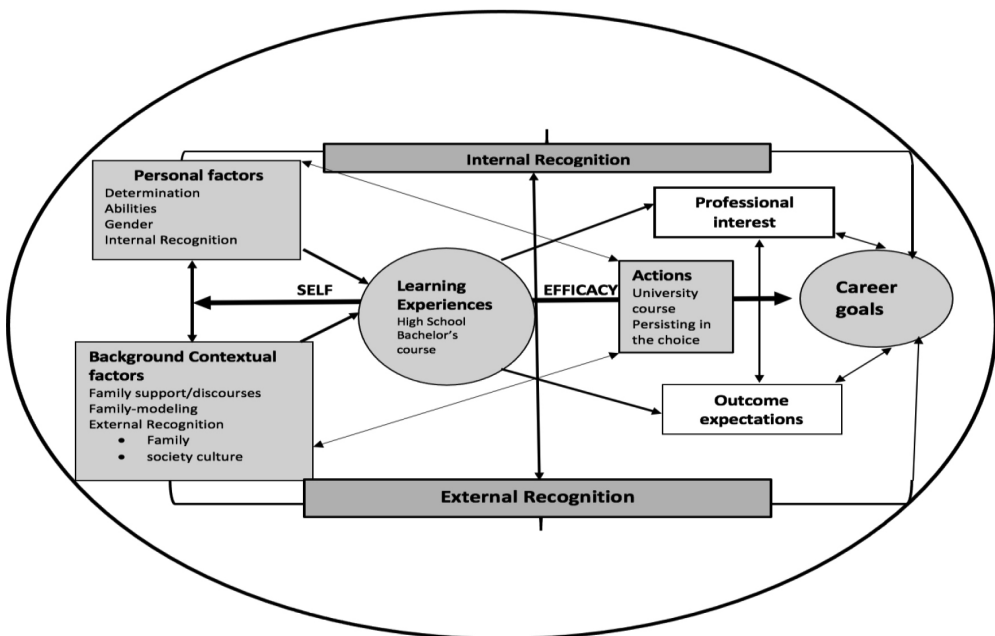 Internal Recognition
Personal factors
Determination
Abilities
Gender
Internal Recognition
Professional
interest
SELF
Learning
Experiences
High School
Bachelor's
course
EFFICACY
Actions
University
course
Persisting in
the choice
Career
goals
Background Contextual
factors
Family support/discourses
Family-modeling
External Recognition
• Family
• society culture
Outcome
expectations
External Recognition